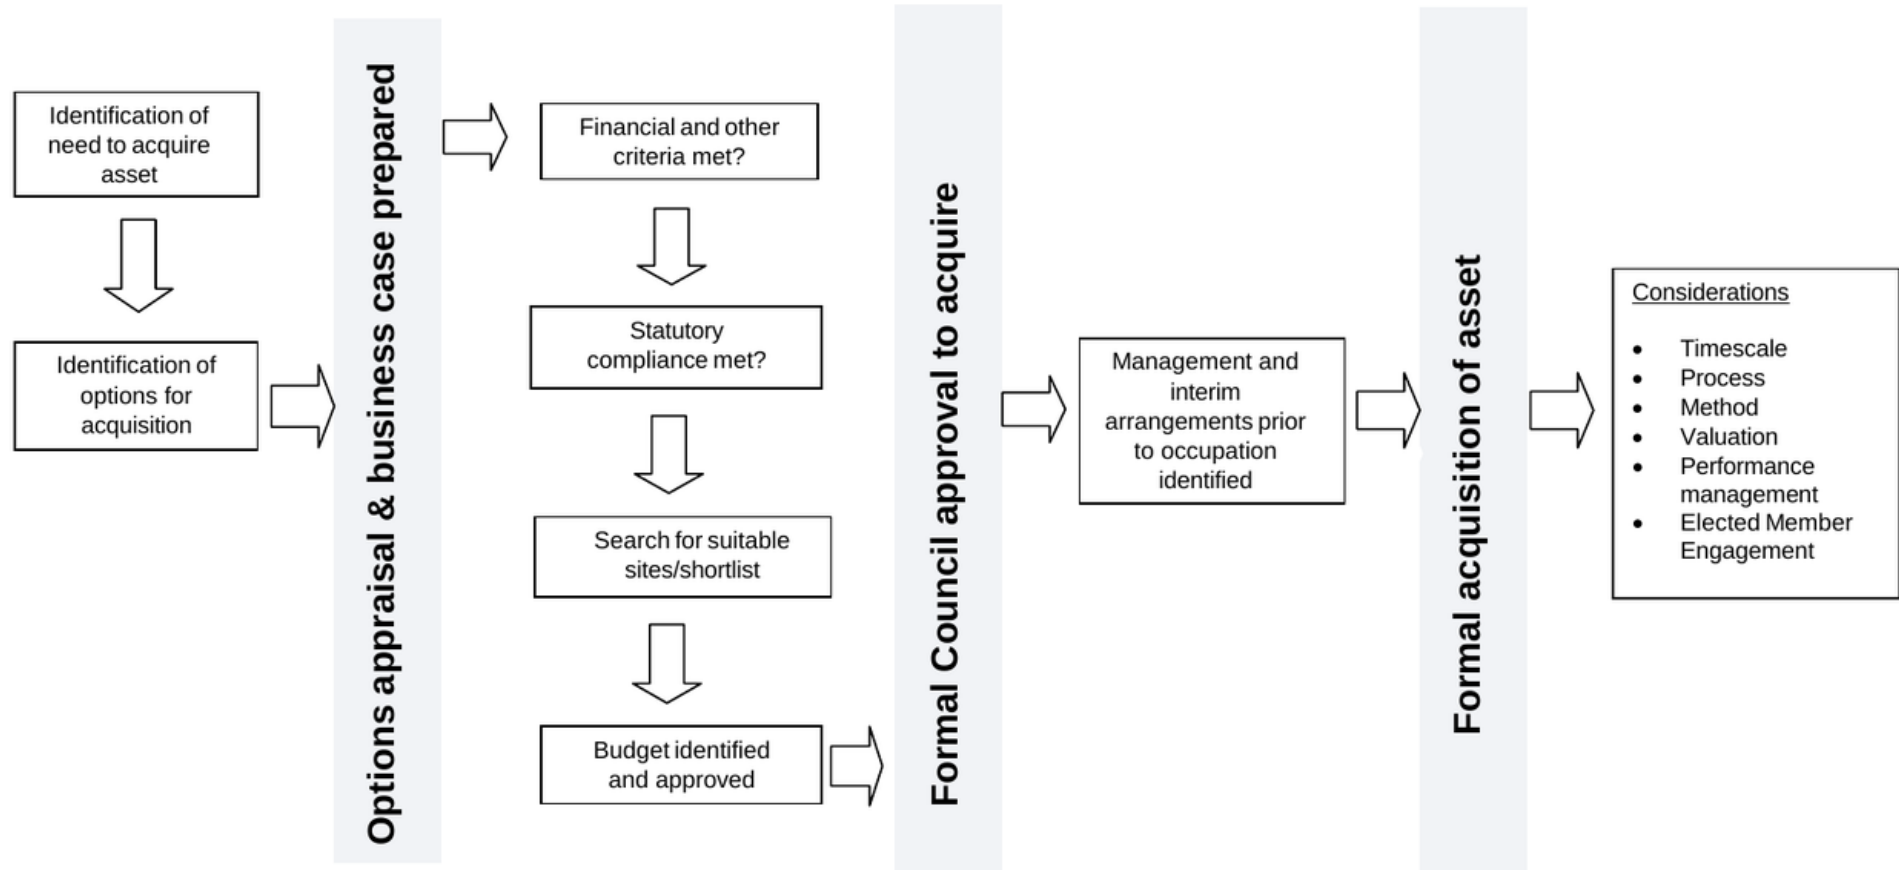 Identification of
need to acquire
asset
Identification of
options for
acquisition
Options appraisal & business case prepared
Financial and other
criteria met?
Statutory
compliance met?
Search for suitable
sites/shortlist
Budget identified
and approved
Formal Council approval to acquire
Management and
interim
arrangements prior
to occupation
identified
Formal acquisition of asset
Considerations
• Timescale
• Process
• Method
• Valuation
• Performance
management
• Elected Member
Engagement